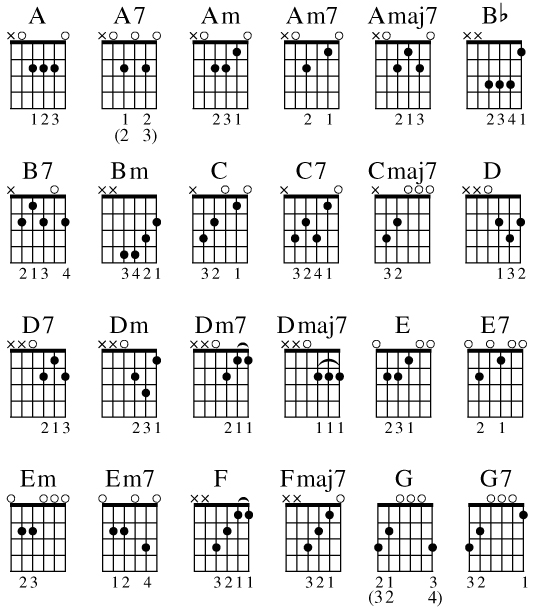 A A7 Am Am7 Amaj7 B♭
×○ ○ ×○ ○ ○ ×○ ○ ×○ ○ ○ ×○ ○ ××
123 1 2 231 2 1 213 2341
(2 3)
B7 Bm C C7 Cmaj7 D
× ○ ×× × ○ ○ × ○ × ○○○ ××○
213 4 3421 32 1 3241 32 132
D7 Dm Dm7 Dmaj7 E E7
××○ ××○ ××○ ××○ ○ ○○ ○ ○ ○○
213 231 211 111 231 2 1
Em Em7 F Fmaj7 G G7
○ ○○○ ○ ○ ○ ×× ×× ○ ○○○ ○○○
23 12 4 3211 321 21 3 32 1
(32 4)